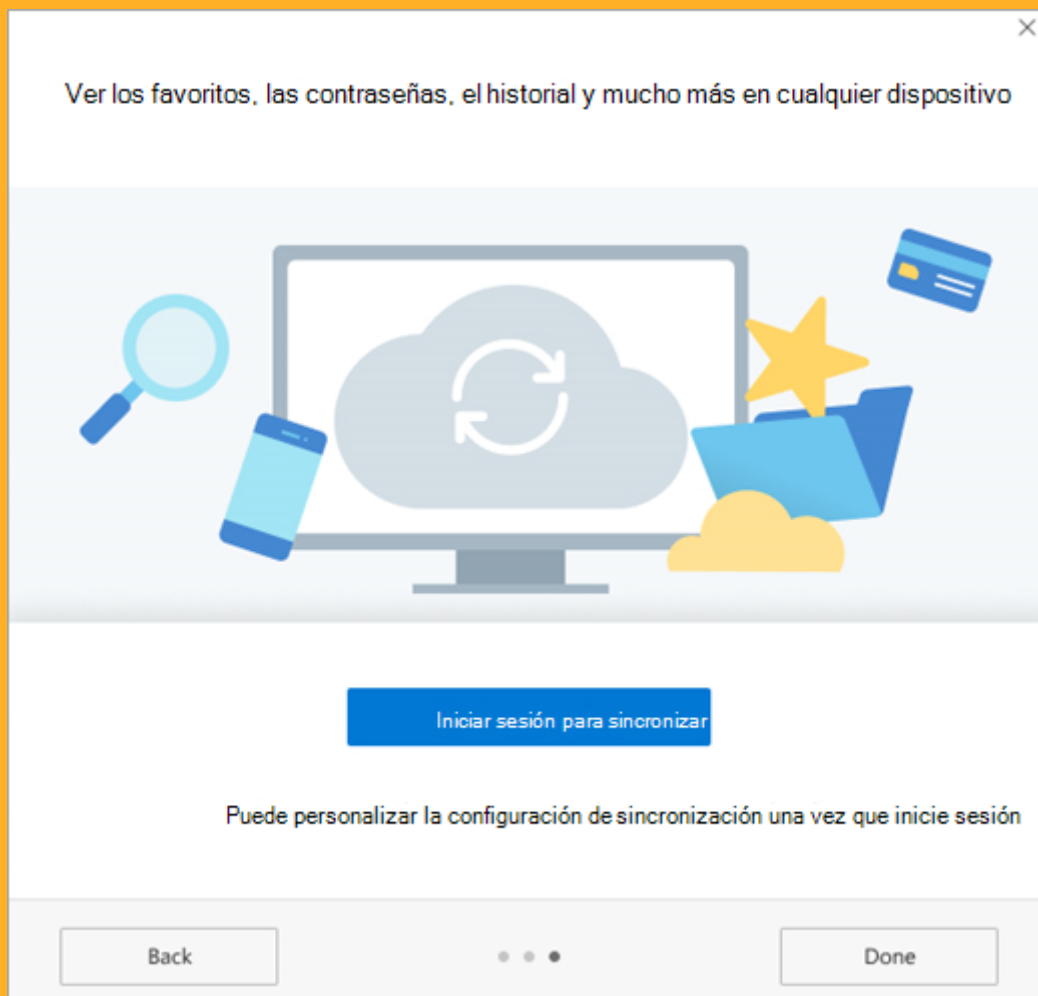 Ver los favoritos, las contraseñas, el historial y mucho más en cualquier dispositivo
Iniciar sesión para sincronizar
Puede personalizar la configuración de sincronización una vez que inicie sesión
Back
Done